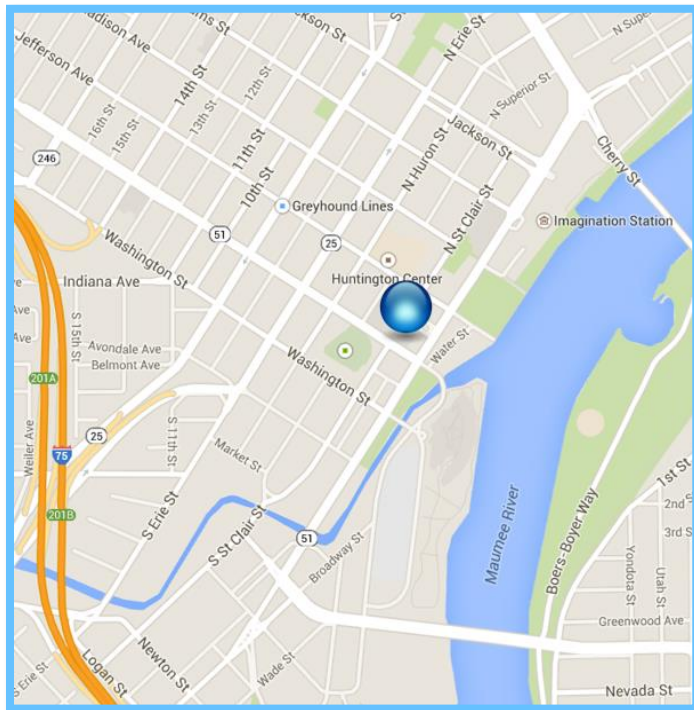 Madison Ave
Jackson St
N Erie St
N Su
Jefferson Ave
14th St
12th St
13th St
16th St
15th St
11th St
10th St
N Superior St
Jackson St
N Huron St
Cherry St
246
51
Greyhound Lines
25
N St Clair St
Imagination Station
Washington St
Indiana Ave
Huntington Center
S 15th St
Avondale Ave
Belmont Ave
Water St
Washington St
201A
25
75
Weiler Ave
S 11th St
Market St
1st St
2nd S
3rd S
201B
S Erie St
S St Clair St
51
Broadway St
Maumee River
Boers-Boyer Way
Yondota St
Utah St
Greenwood Ave
Newton St
Wade St
Logan St
S Erie St
Nevada St